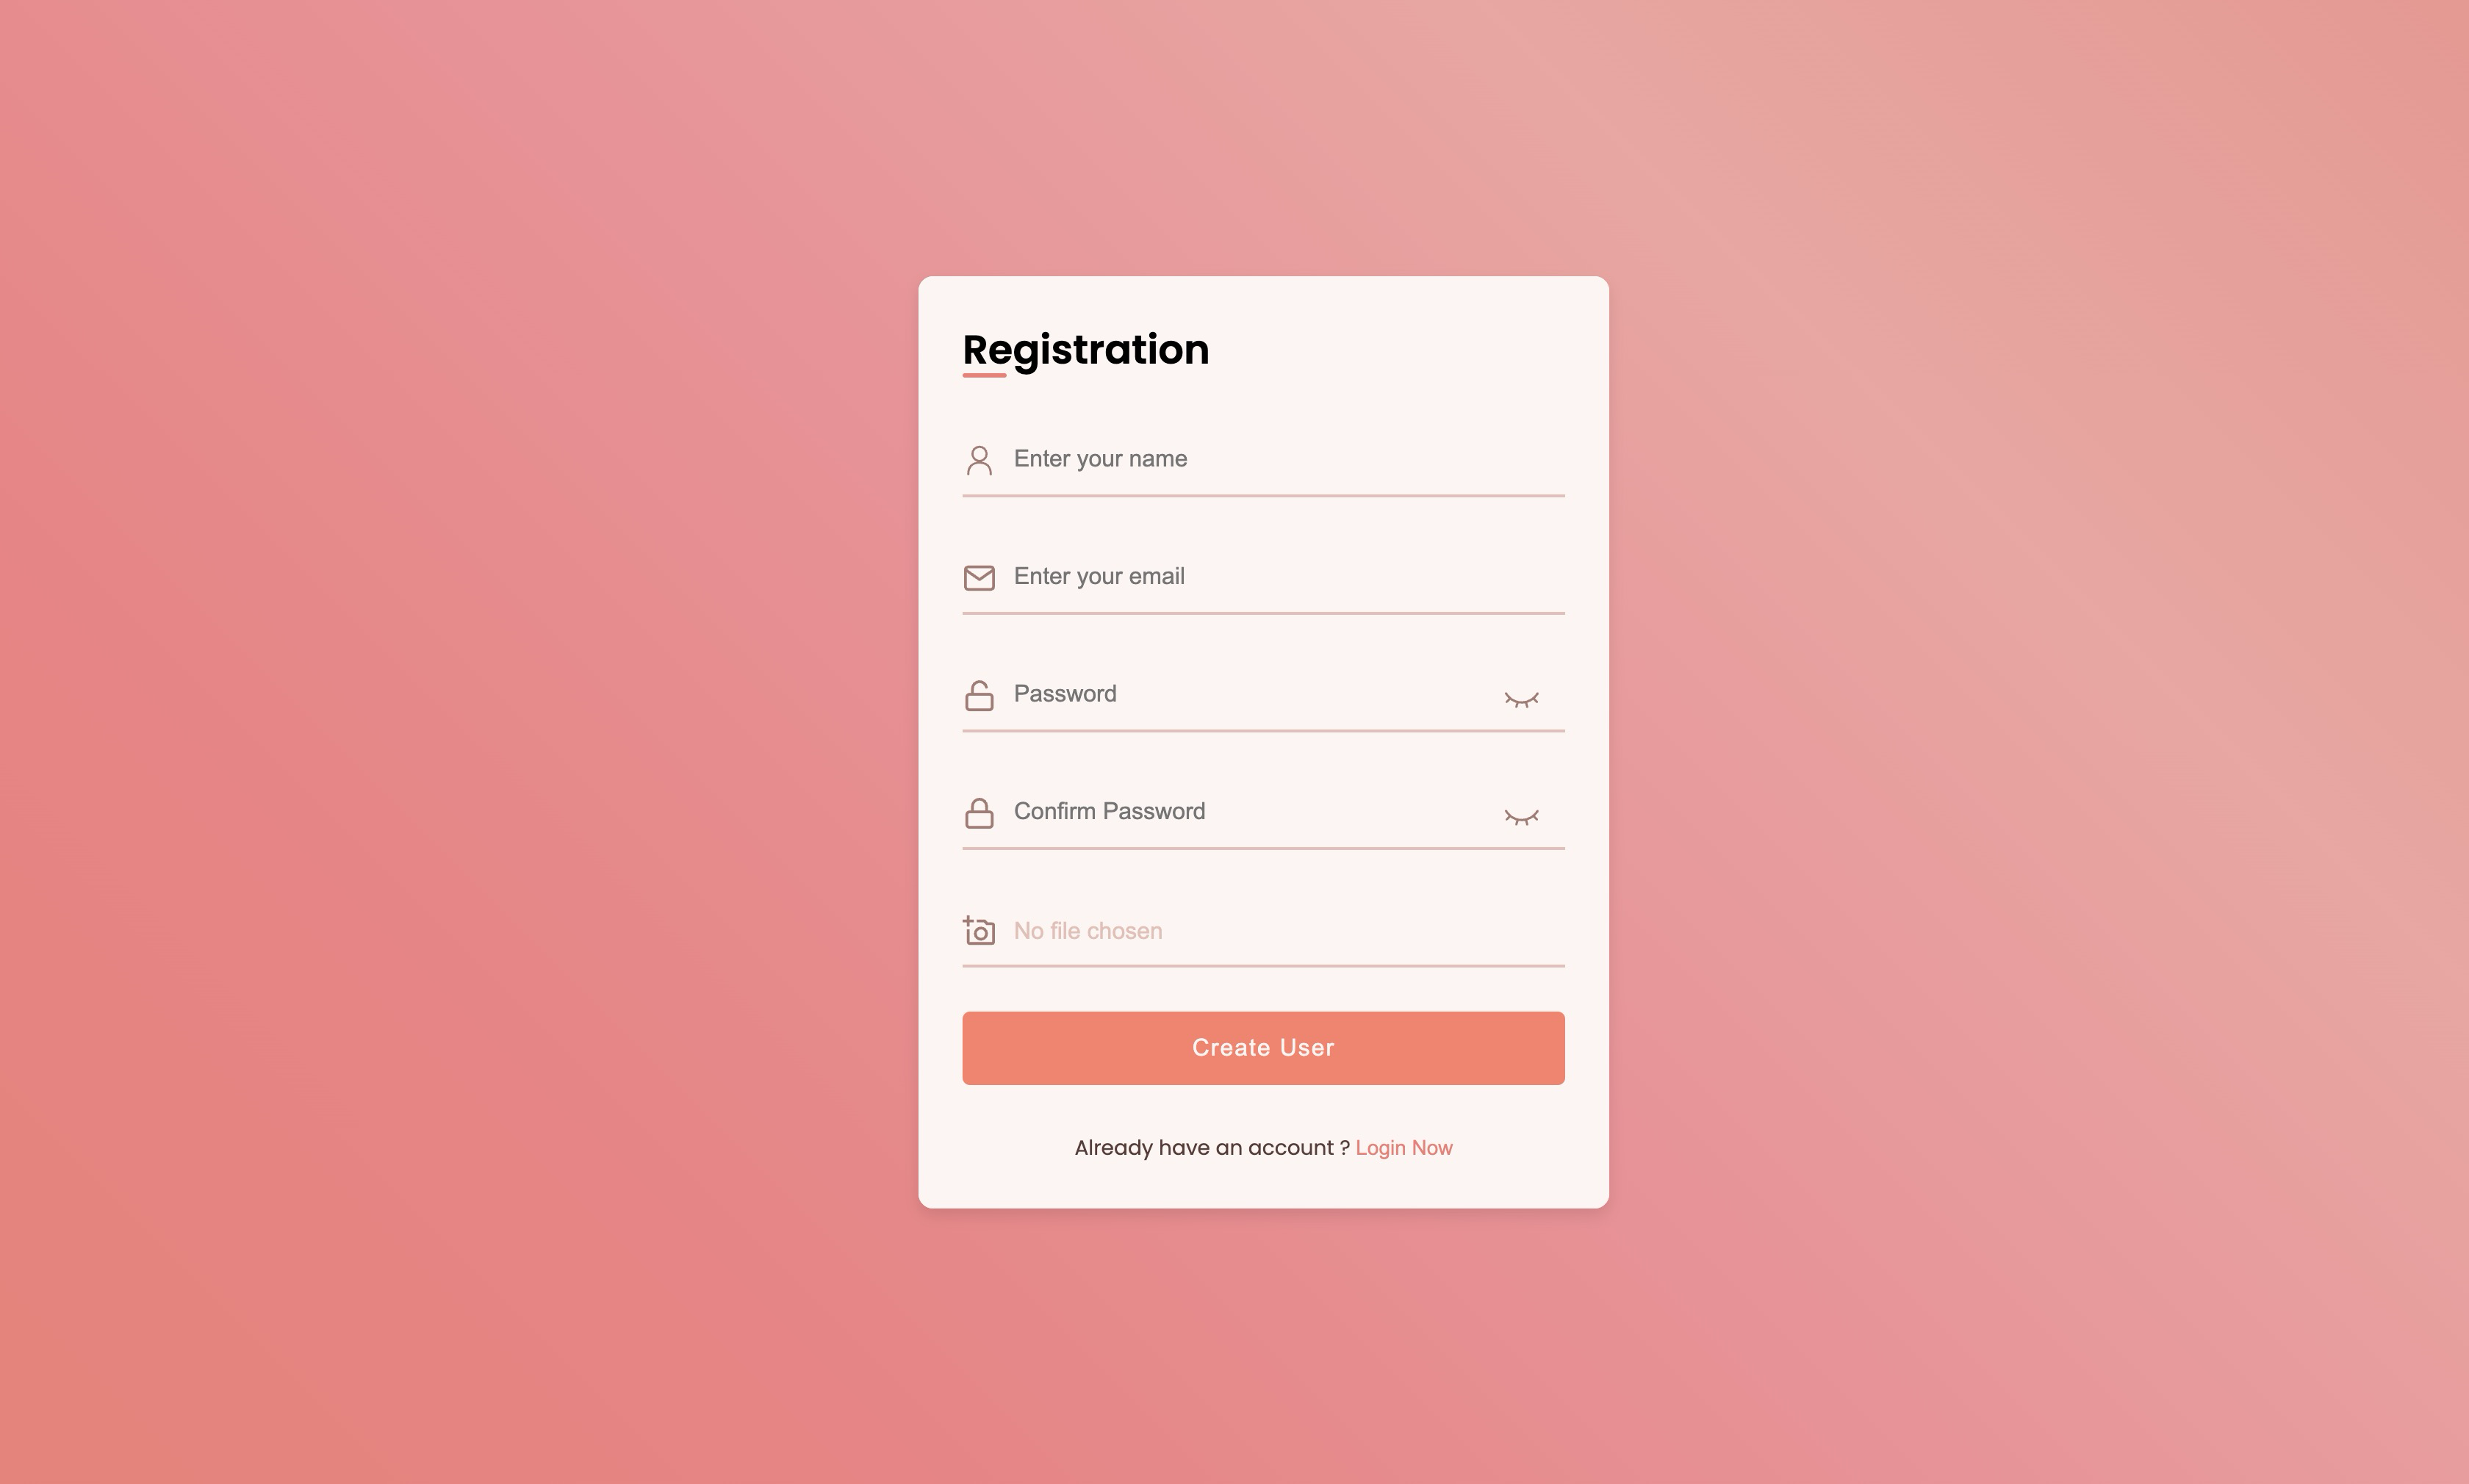 Registration
Enter your name
Enter your email
Password
Confirm Password
No file chosen
Create User
Already have an account ? Login Now